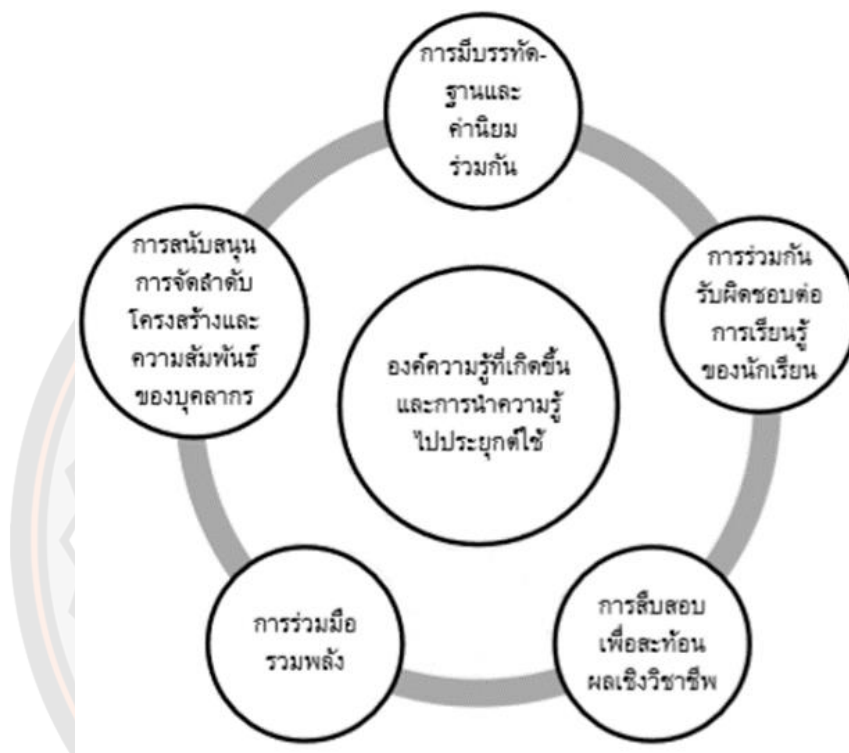 การมีบรรทัด-
ฐานและ
ค่านิยม
ร่วมกัน
การร่วมกัน
รับผิดชอบต่อ
การเรียนรู้
ของนักเรียน
การสืบสอบ
เพื่อสะท้อน
ผลเชิงวิชาชีพ
การร่วมมือ
รวมพลัง
การสนับสนุน
การจัดลำดับ
โครงสร้างและ
ความสัมพันธ์
ของบุคลากร
องค์ความรู้ที่เกิดขึ้น
และการนำความรู้
ไปประยุกต์ใช้